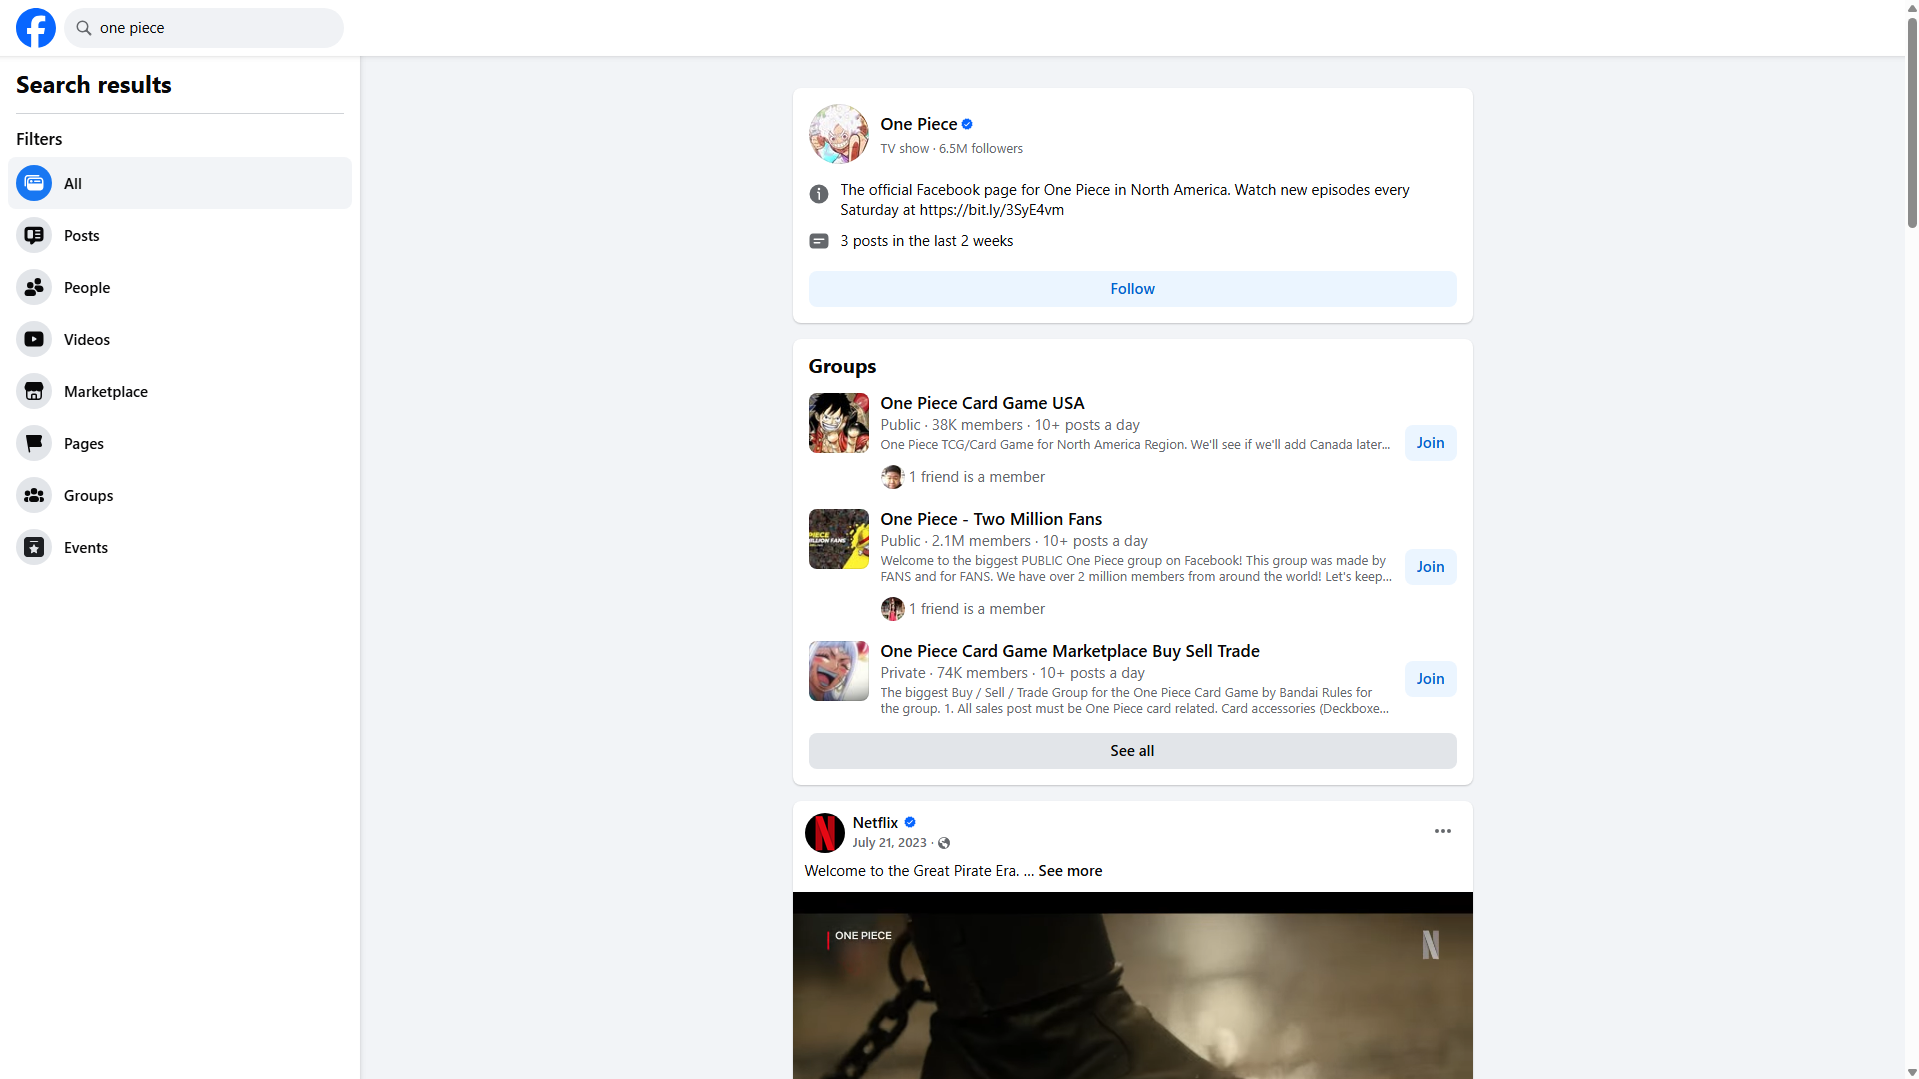 one piece
Search results
Filters
All
Posts
People
Videos
Marketplace
Pages
Groups
Events
One Piece
TV show · 6.5M followers
The official Facebook page for One Piece in North America. Watch new episodes every
Saturday at https://bit.ly/3SyE4vm
3 posts in the last 2 weeks
Follow
Groups
One Piece Card Game USA
Public · 38K members · 10+ posts a day
One Piece TCG/Card Game for North America Region. We'll see if we'll add Canada later...
1 friend is a member
Join
One Piece - Two Million Fans
Public · 2.1M members · 10+ posts a day
Welcome to the biggest PUBLIC One Piece group on Facebook! This group was made by
FANS and for FANS. We have over 2 million members from around the world! Let's keep...
1 friend is a member
Join
One Piece Card Game Marketplace Buy Sell Trade
Private · 74K members · 10+ posts a day
The biggest Buy / Sell / Trade Group for the One Piece Card Game by Bandai Rules for
the group. 1. All sales post must be One Piece card related. Card accessories (Deckboxe...
Join
See all
Netflix
July 21, 2023 ·
Welcome to the Great Pirate Era. ... See more
ONE PIECE
N